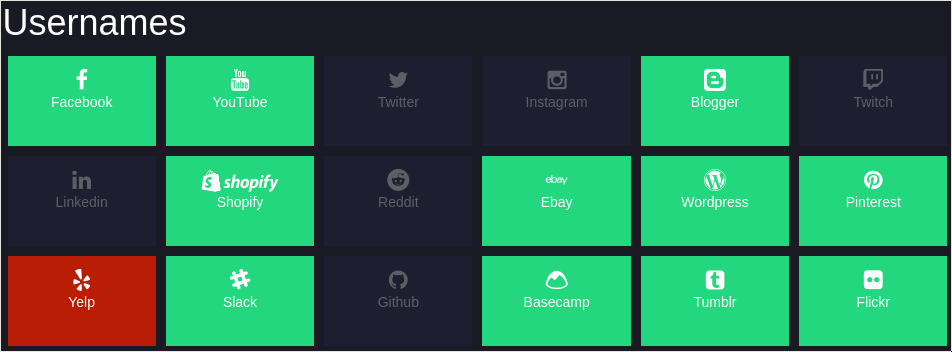 Usernames
Facebook
You
Tube
YouTube
Twitter
Instagram
Blogger
Twitch
Linkedin
shopify
Shopify
Reddit
ebay
Ebay
Wordpress
Pinterest
Yelp
Slack
Github
Basecamp
Tumblr
Flickr